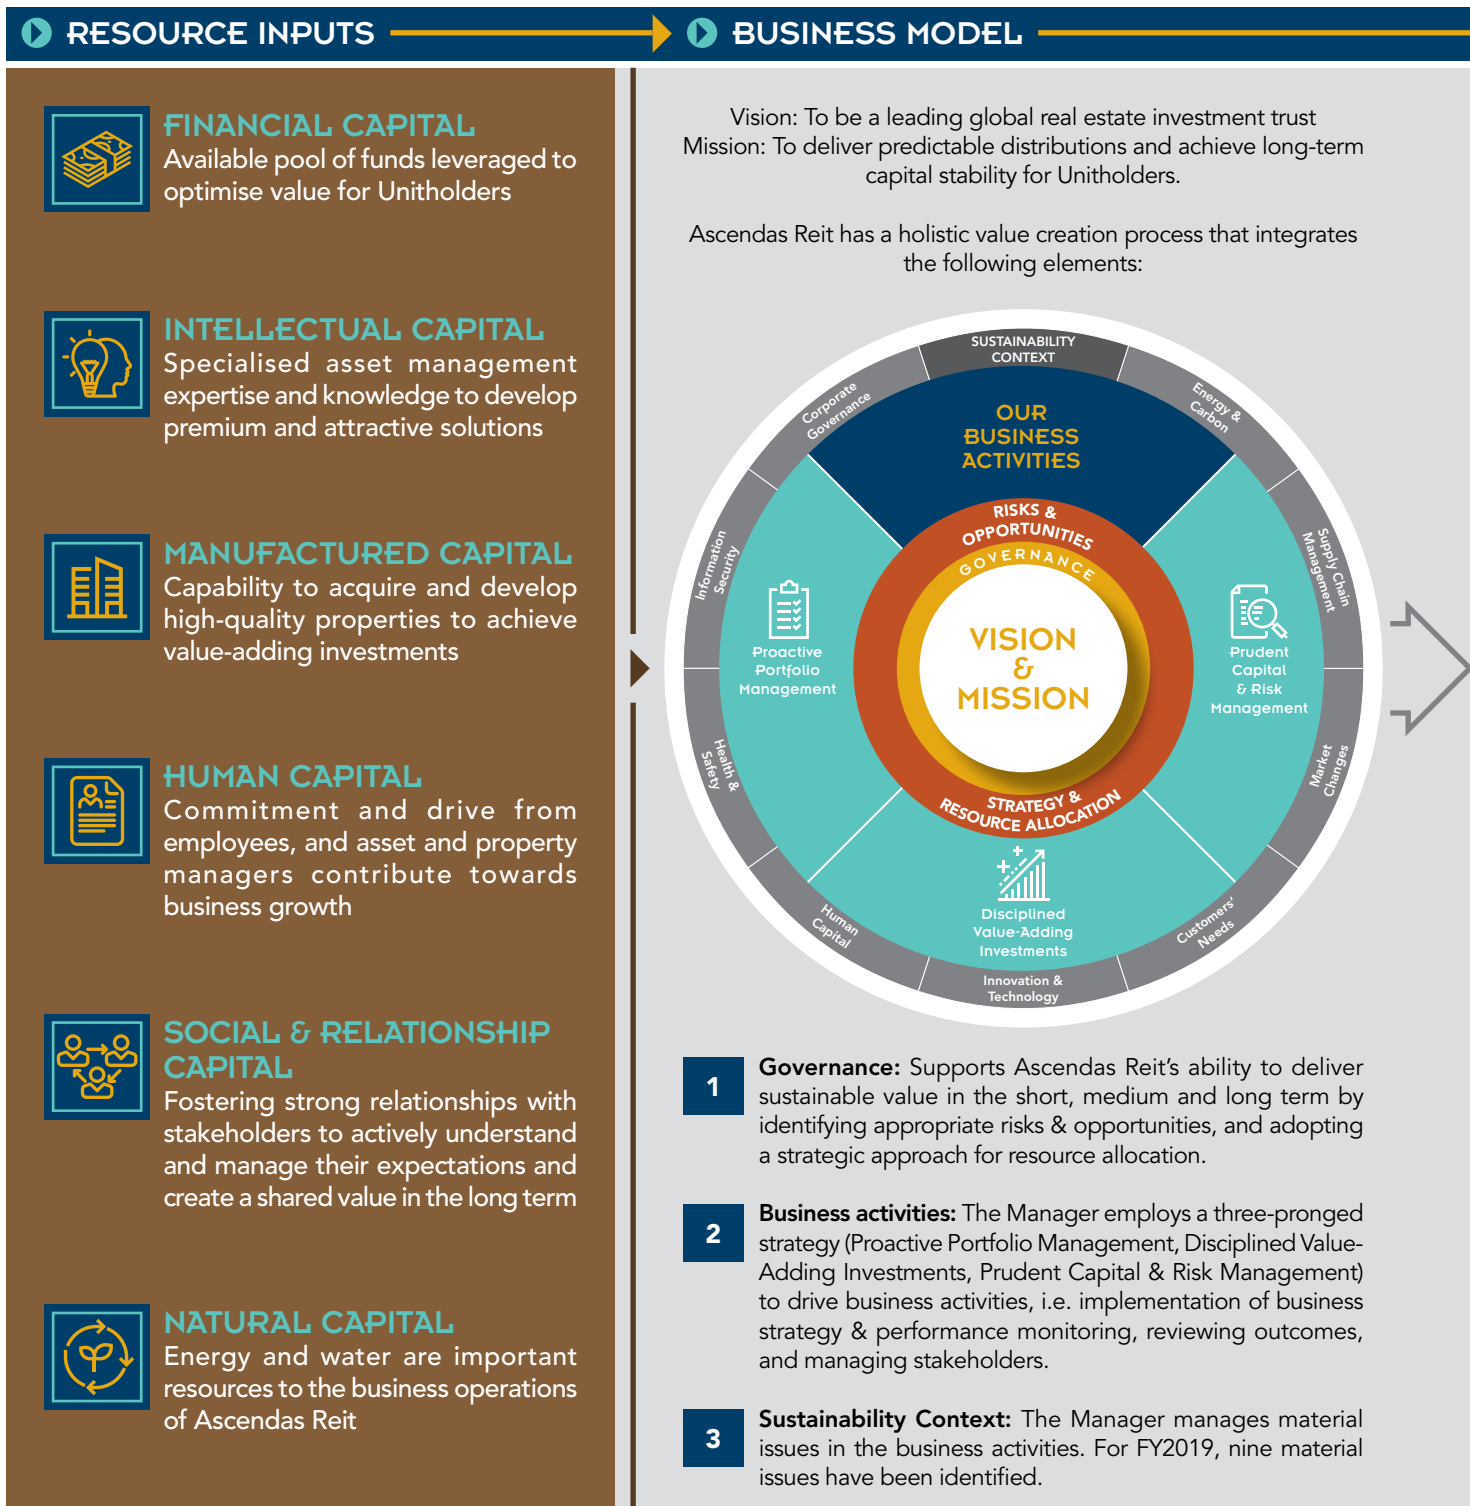 RESOURCE INPUTS
BUSINESS MODEL
FINANCIAL CAPITAL
Available pool of funds leveraged to
optimise value for Unitholders
INTELLECTUAL CAPITAL
Specialised asset management
expertise and knowledge to develop
premium and attractive solutions
MANUFACTURED CAPITAL
Capability to acquire and develop
high-quality properties to achieve
value-adding investments
HUMAN CAPITAL
Commitment and drive from
employees, and asset and property
managers contribute towards
business growth
SOCIAL & RELATIONSHIP
CAPITAL
Fostering strong relationships with
stakeholders to actively understand
and manage their expectations and
create a shared value in the long term
NATURAL CAPITAL
Energy and water are important
resources to the business operations
of Ascendas Reit
Vision: To be a leading global real estate investment trust
Mission: To deliver predictable distributions and achieve long-term
capital stability for Unitholders.
Ascendas Reit has a holistic value creation process that integrates
the following elements:
SUSTAINABILITY
CONTEXT
Energy &
Carbon
Supply Chain
Management
Market
Changes
Customers'
Needs
Innovation &
Technology
Human
Capital
Health &
Safety
Information
Security
Corporate
Governance
OUR
BUSINESS
ACTIVITIES
Proactive
Portfolio
Management
Prudent
Capital
& Risk
Management
Disciplined
Value-Adding
Investments
RISKS &
OPPORTUNITIES
GOVERNANCE
VISION
&
MISSION
STRATEGY &
RESOURCE ALLOCATION
1
Governance: Supports Ascendas Reit's ability to deliver
sustainable value in the short, medium and long term by
identifying appropriate risks & opportunities, and adopting
a strategic approach for resource allocation.
2
Business activities: The Manager employs a three-pronged
strategy (Proactive Portfolio Management, Disciplined Value-
Adding Investments, Prudent Capital & Risk Management)
to drive business activities, i.e. implementation of business
strategy & performance monitoring, reviewing outcomes,
and managing stakeholders.
3
Sustainability Context: The Manager manages material
issues in the business activities. For FY2019, nine material
issues have been identified.